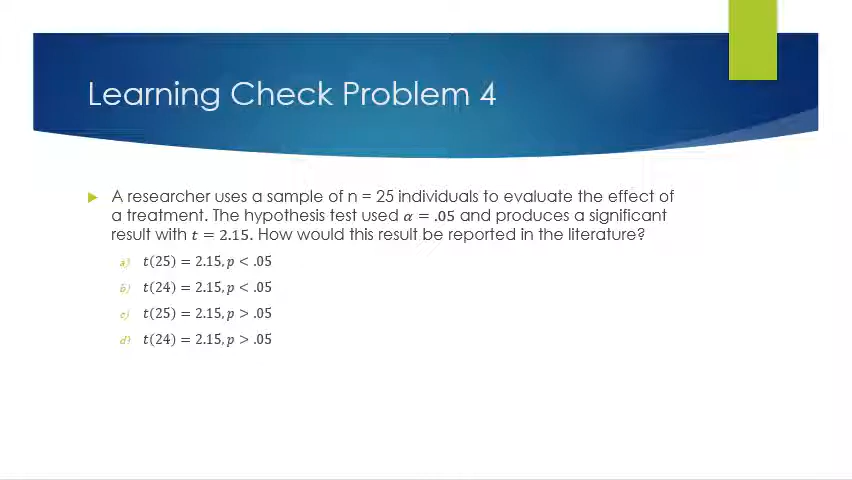 Learning Check Problem 4
A researcher uses a sample of n = 25 individuals to evaluate the effect of
a treatment. The hypothesis test used α = .05 and produces a significant
result with t = 2.15. How would this result be reported in the literature?
a) t(25) = 2.15, p < .05
b) t(24) = 2.15, p < .05
c) t(25) = 2.15, p > .05
d) t(24) = 2.15, p > .05